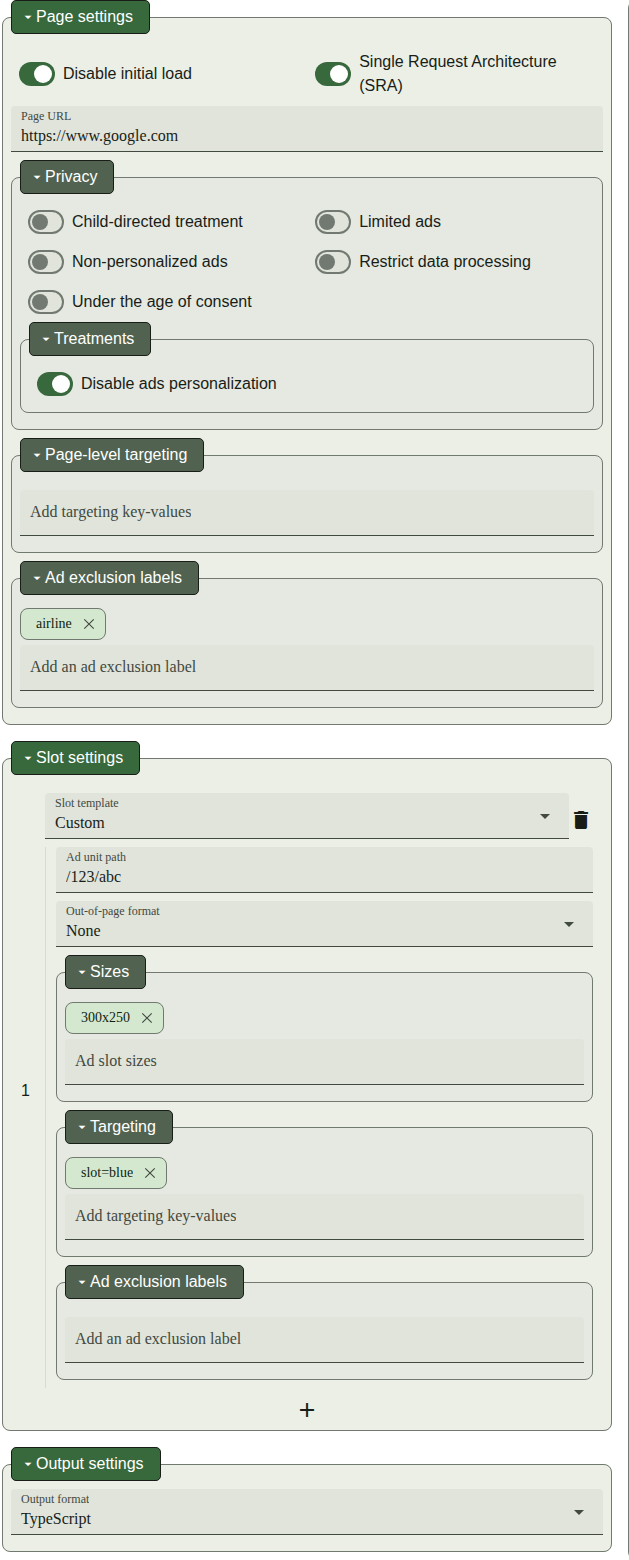 Page settings
Disable initial load
Single Request Architecture
(SRA)
Page URL
https://www.google.com
Privacy
Child-directed treatment
Limited ads
Non-personalized ads
Restrict data processing
Under the age of consent
Treatments
Disable ads personalization
Page-level targeting
Add targeting key-values
Ad exclusion labels
airline
Add an ad exclusion label
Slot settings
Slot template
Custom
Ad unit path
/123/abc
Out-of-page format
None
Sizes
300x250
Ad slot sizes
1
Targeting
slot=blue
Add targeting key-values
Ad exclusion labels
Add an ad exclusion label
+
Output settings
Output format
TypeScript